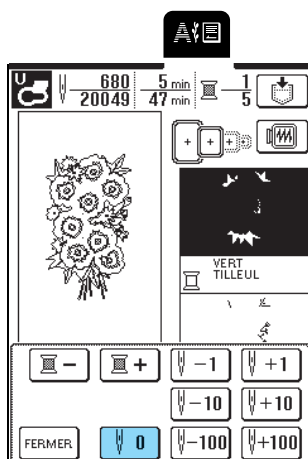 A
U
680 5 min 1
20049 47 min 5
VERT
TILLEUL
− + −1 +1
−10 +10
FERMER 0 −100 +100